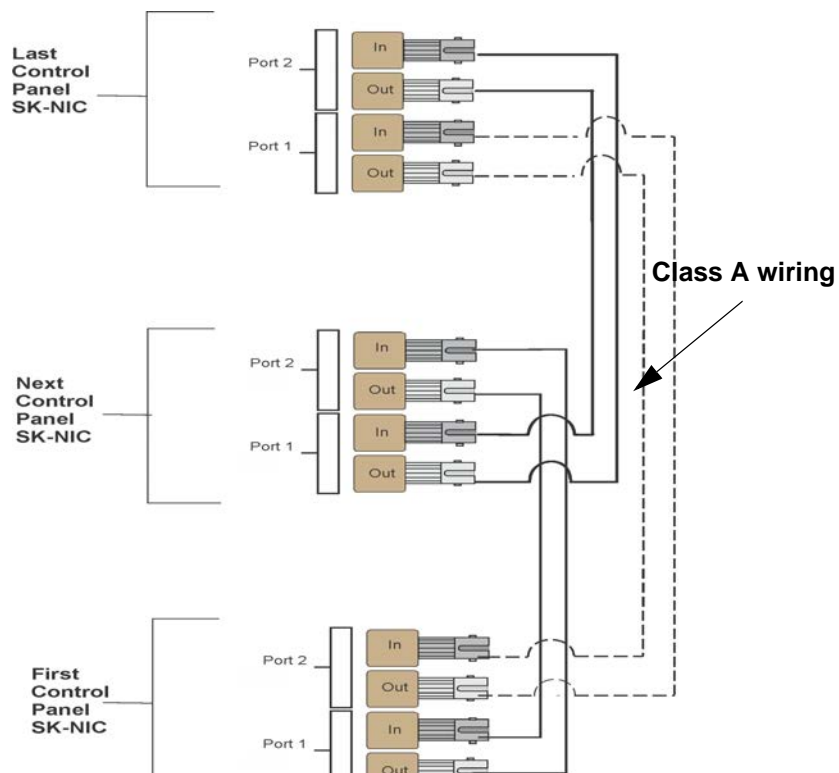 Last
Control
Panel
SK-NIC
Port 2
In
Out
Port 1
In
Out
Class A wiring
Next
Control
Panel
SK-NIC
Port 2
In
Out
Port 1
In
Out
First
Control
Panel
SK-NIC
Port 2
In
Out
Port 1
In
Out